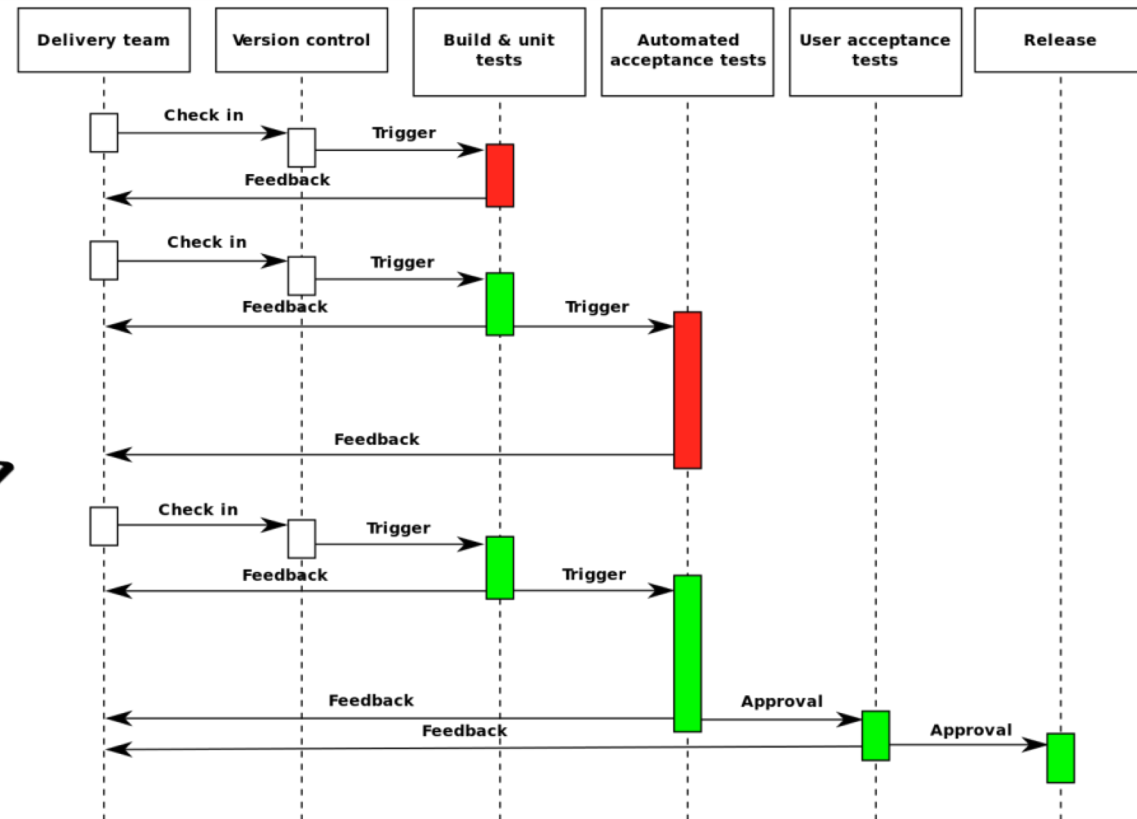 Delivery team
Version control
Build & unit
tests
Automated
acceptance tests
User acceptance
tests
Release
Check in
Trigger
Feedback
Check in
Trigger
Feedback
Trigger
Feedback
Check in
Trigger
Feedback
Trigger
Feedback
Approval
Feedback
Approval